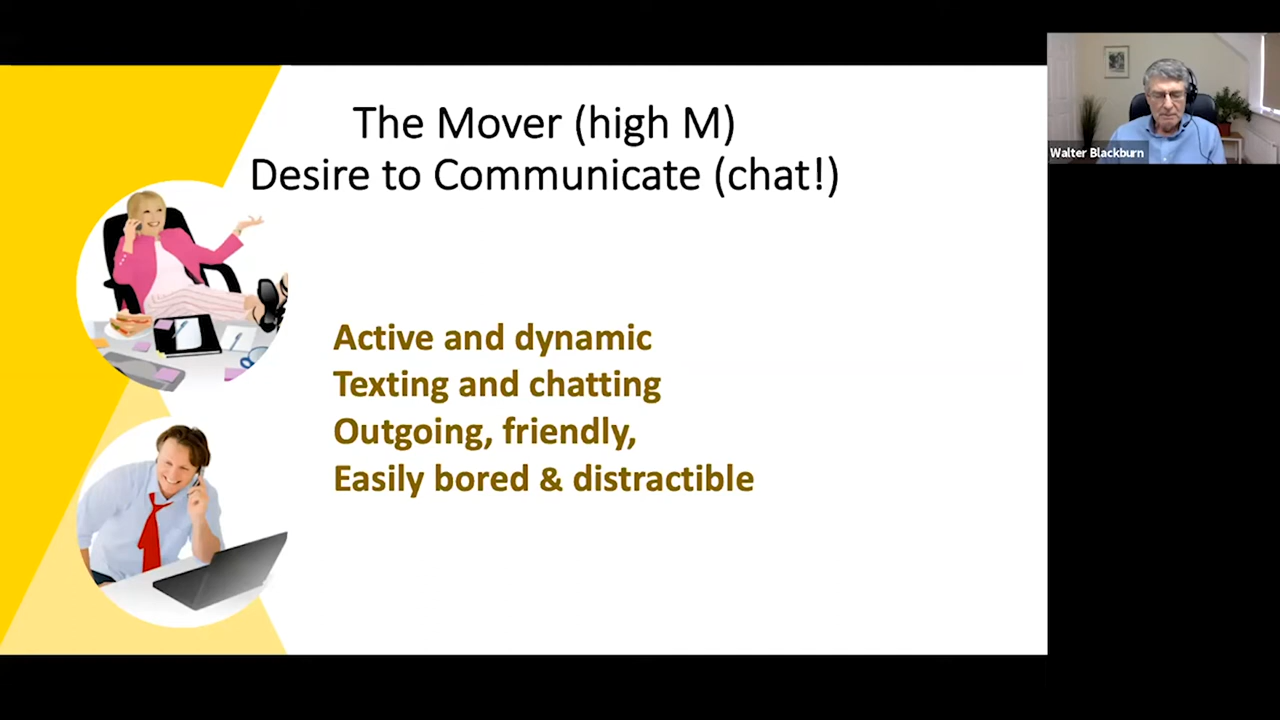 The Mover (high M)
Desire to Communicate (chat!)
Walter Blackburn
Active and dynamic
Texting and chatting
Outgoing, friendly,
Easily bored & distractible